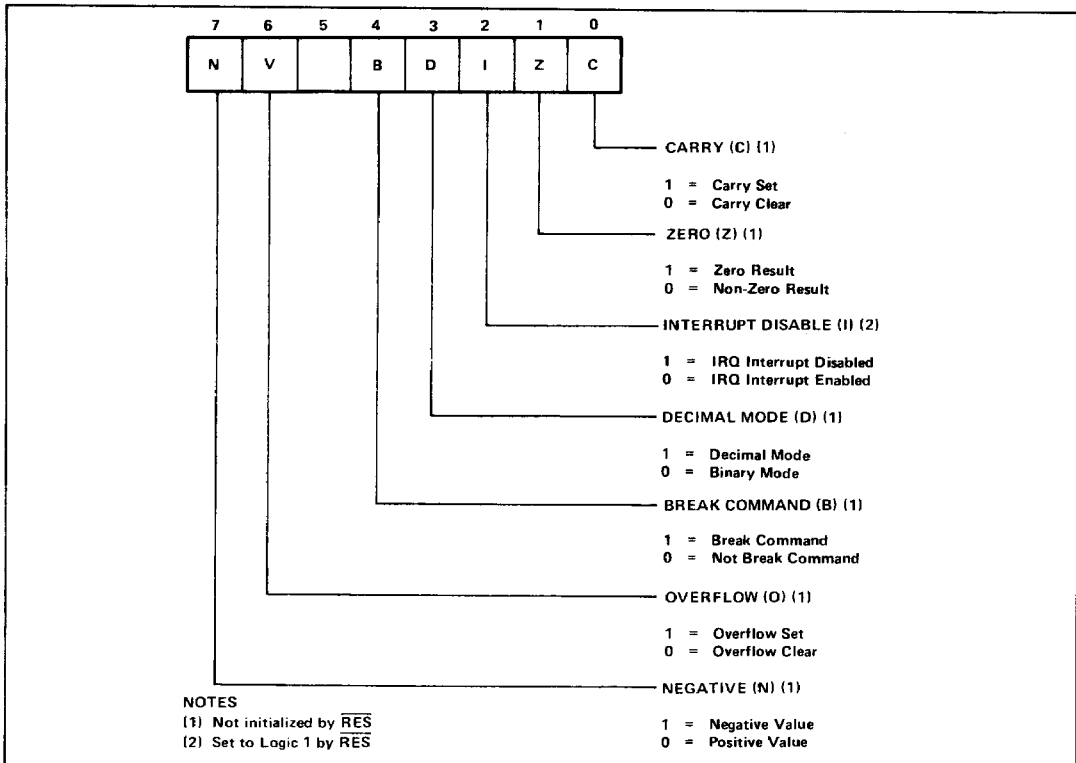 7 6 5 4 3 2 1 0
N V B D I Z C
CARRY (C) (1)
1 = Carry Set
0 = Carry Clear
ZERO (Z) (1)
1 = Zero Result
0 = Non-Zero Result
INTERRUPT DISABLE (I) (2)
1 = IRQ Interrupt Disabled
0 = IRQ Interrupt Enabled
DECIMAL MODE (D) (1)
1 = Decimal Mode
0 = Binary Mode
BREAK COMMAND (B) (1)
1 = Break Command
0 = Not Break Command
OVERFLOW (O) (1)
1 = Overflow Set
0 = Overflow Clear
NEGATIVE (N) (1)
1 = Negative Value
0 = Positive Value
NOTES
(1) Not initialized by R̅E̅S̅
(2) Set to Logic 1 by R̅E̅S̅